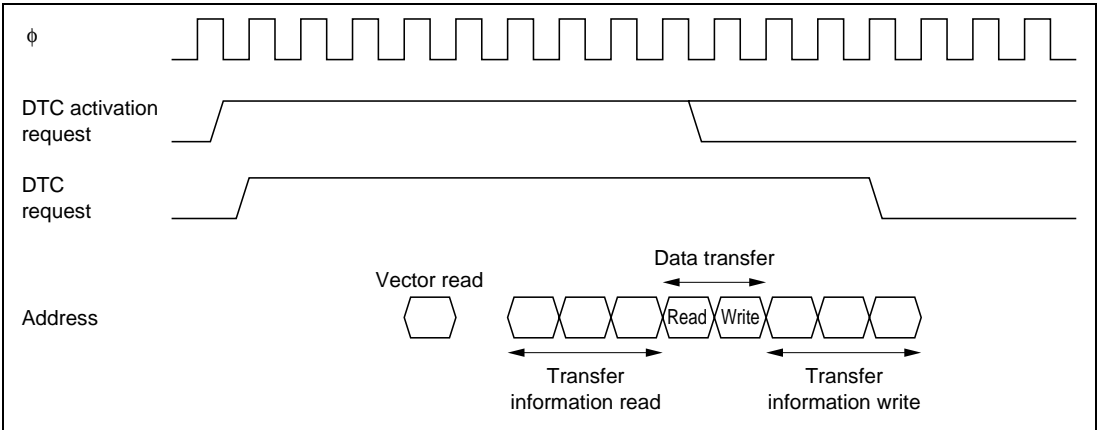 ϕ
DTC activation
request
DTC
request
Data transfer
Vector read
Address
Read Write
Transfer
information read
Transfer
information write